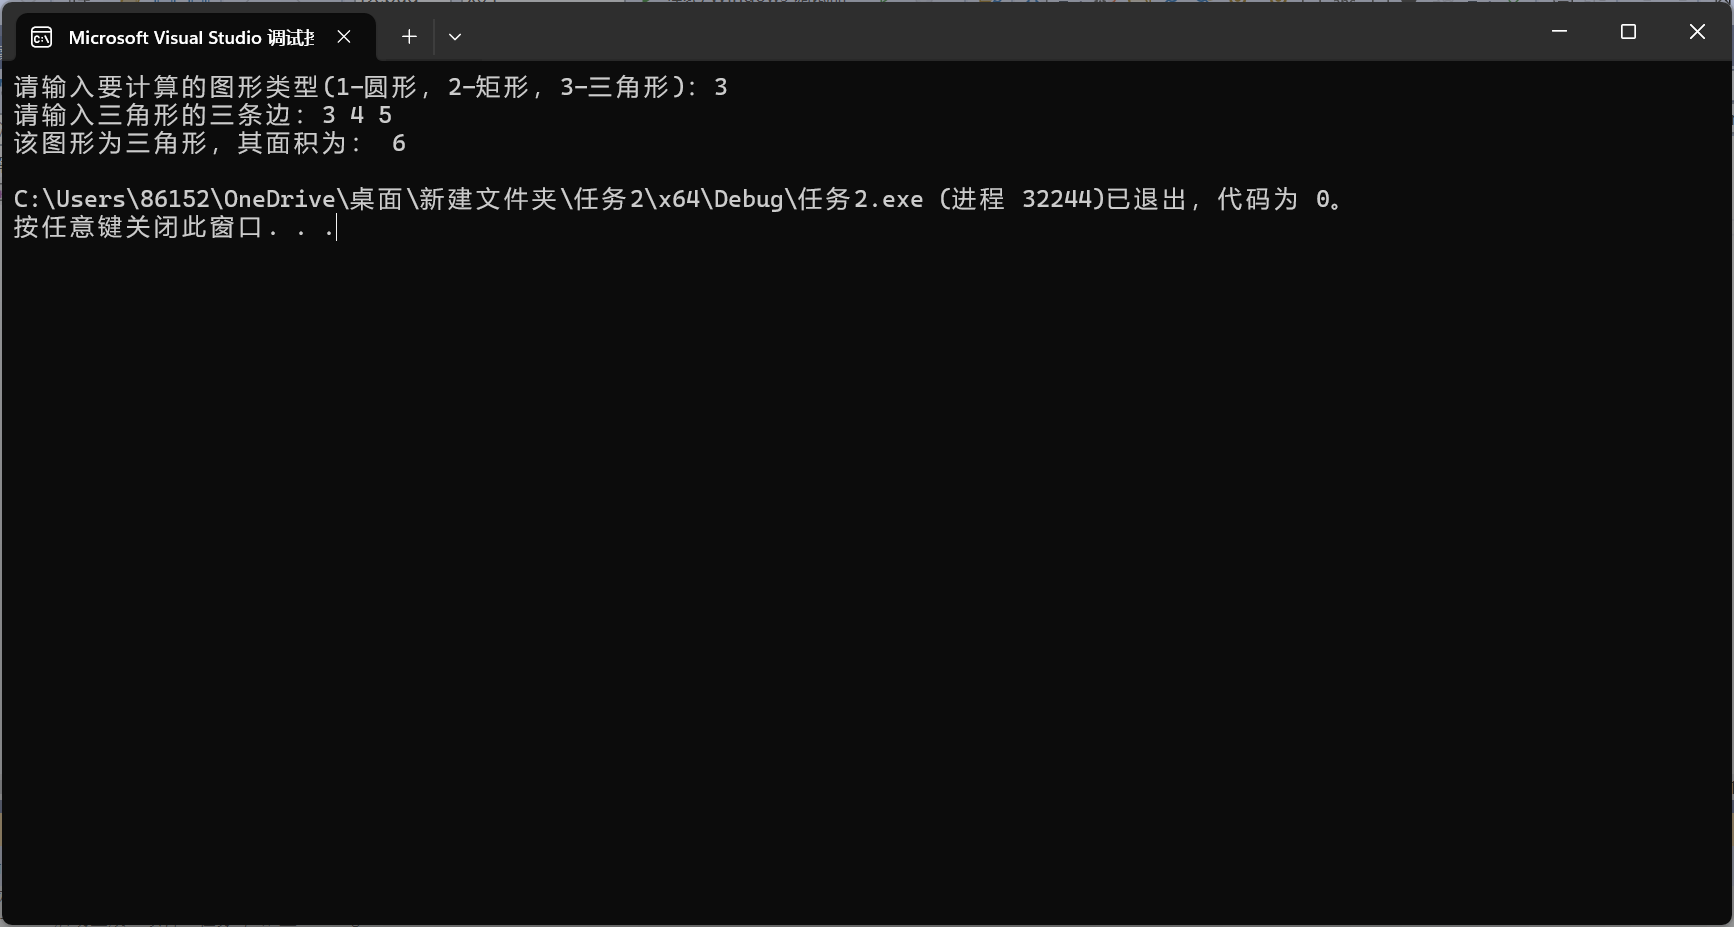 Microsoft Visual Studio 调试
请输入要计算的图形类型(1-圆形，2-矩形，3-三角形)：3
请输入三角形的三条边：3 4 5
该图形为三角形，其面积为： 6
C:\Users\86152\OneDrive\桌面\新建文件夹\任务2\x64\Debug\任务2.exe (进程 32244)已退出，代码为 0。
按任意键关闭此窗口. . .